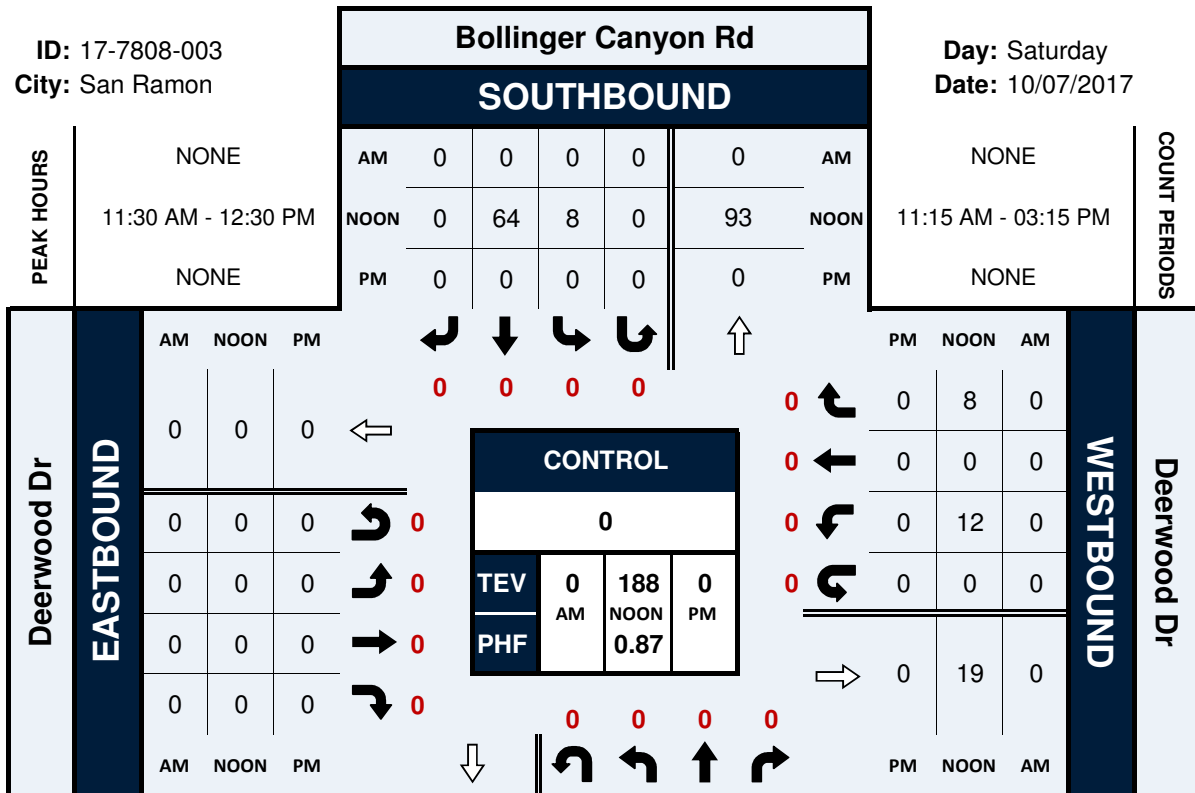 ID: 17-7808-003
City: San Ramon
Bollinger Canyon Rd
SOUTHBOUND
Day: Saturday
Date: 10/07/2017
PEAK HOURS
NONE
11:30 AM - 12:30 PM
NONE
AM 0 0 0 0 0 AM
NOON 0 64 8 0 93 NOON
PM 0 0 0 0 0 PM
NONE
11:15 AM - 03:15 PM
NONE
COUNT PERIODS
Deerwood Dr
EASTBOUND
AM NOON PM
0 0 0
0 0 0 0
0 0 0 0
0 0 0 0
0 0 0 0
AM NOON PM
0 0 0 0
CONTROL
0
TEV 0 188 0
AM NOON PM
PHF 0.87
0 0 0 0
PM NOON AM
0 0 8 0
0 0 0 0
0 0 12 0
0 0 0 0
0 19 0
PM NOON AM
WESTBOUND
Deerwood Dr